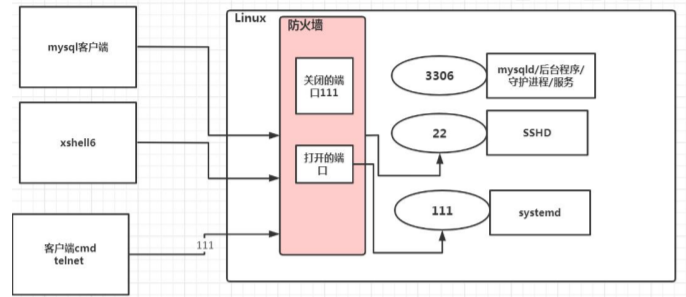 Linux
防火墙
mysql客户端
关闭的端
口111
3306
mysqld/后台程序/
守护进程/服务
22
SSHD
xshell6
打开的端
口
111
systemd
客户端cmd
telnet
111